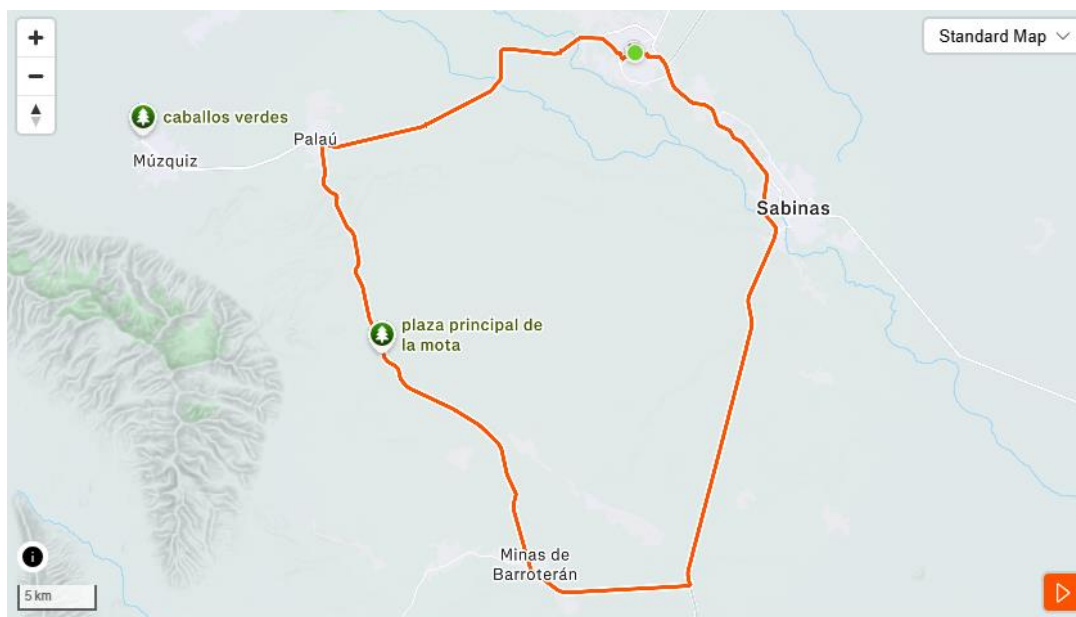 +
Standard Map
−
caballos verdes
Palaú
Múzquiz
Sabinas
plaza principal de
la mota
Minas de
Barroterán
i
5 km